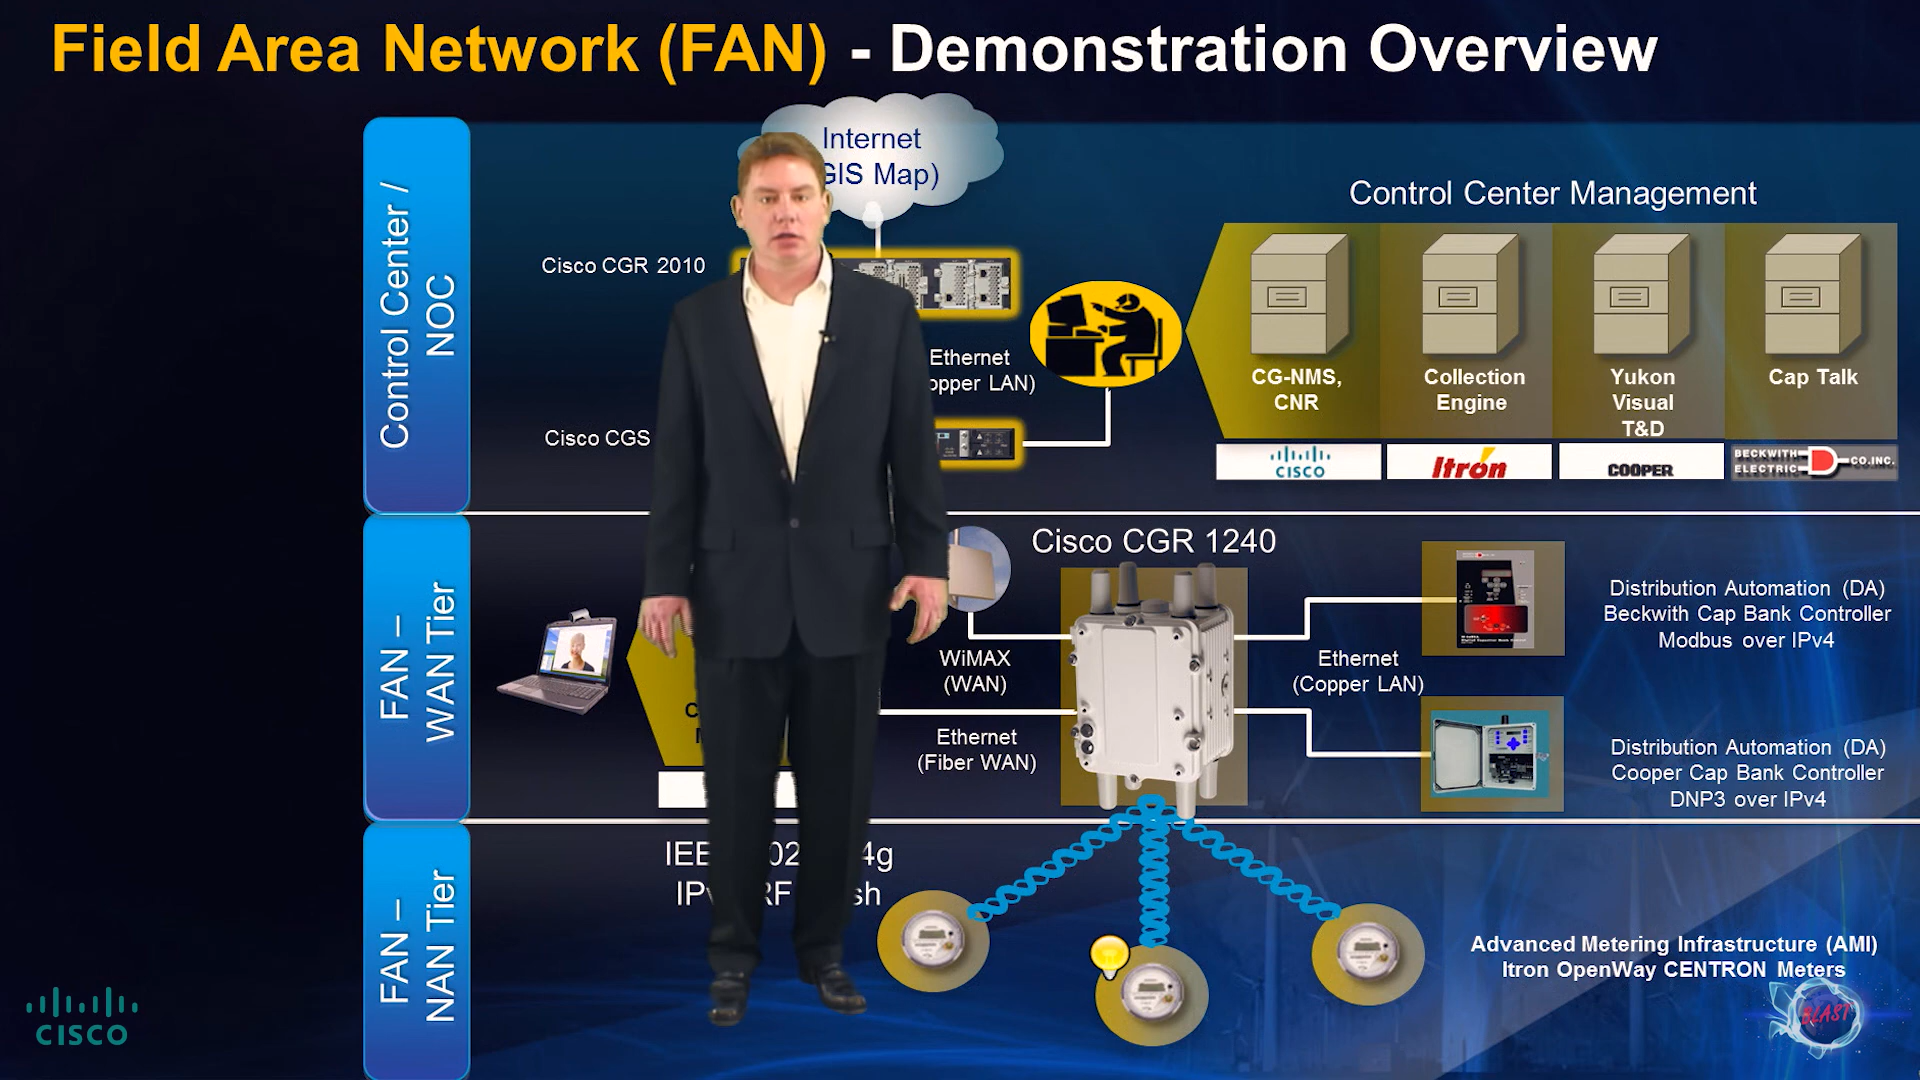 Field Area Network (FAN) - Demonstration Overview
Internet
GIS Map)
Control Center /
NOC
Cisco CGR 2010
Ethernet
opper LAN)
Cisco CGS
Control Center Management
CG-NMS,
CNR
Collection
Engine
Yukon
Visual
T&D
Cap Talk
CISCO
Itron
COOPER
BECKWITH
ELECTRIC
CO.INC.
FAN –
WAN Tier
Cisco CGR 1240
WiMAX
(WAN)
Ethernet
(Fiber WAN)
Ethernet
(Copper LAN)
Distribution Automation (DA)
Beckwith Cap Bank Controller
Modbus over IPv4
Distribution Automation (DA)
Cooper Cap Bank Controller
DNP3 over IPv4
FAN –
NAN Tier
Advanced Metering Infrastructure (AMI)
Itron OpenWay CENTRON Meters
CISCO
BLAST